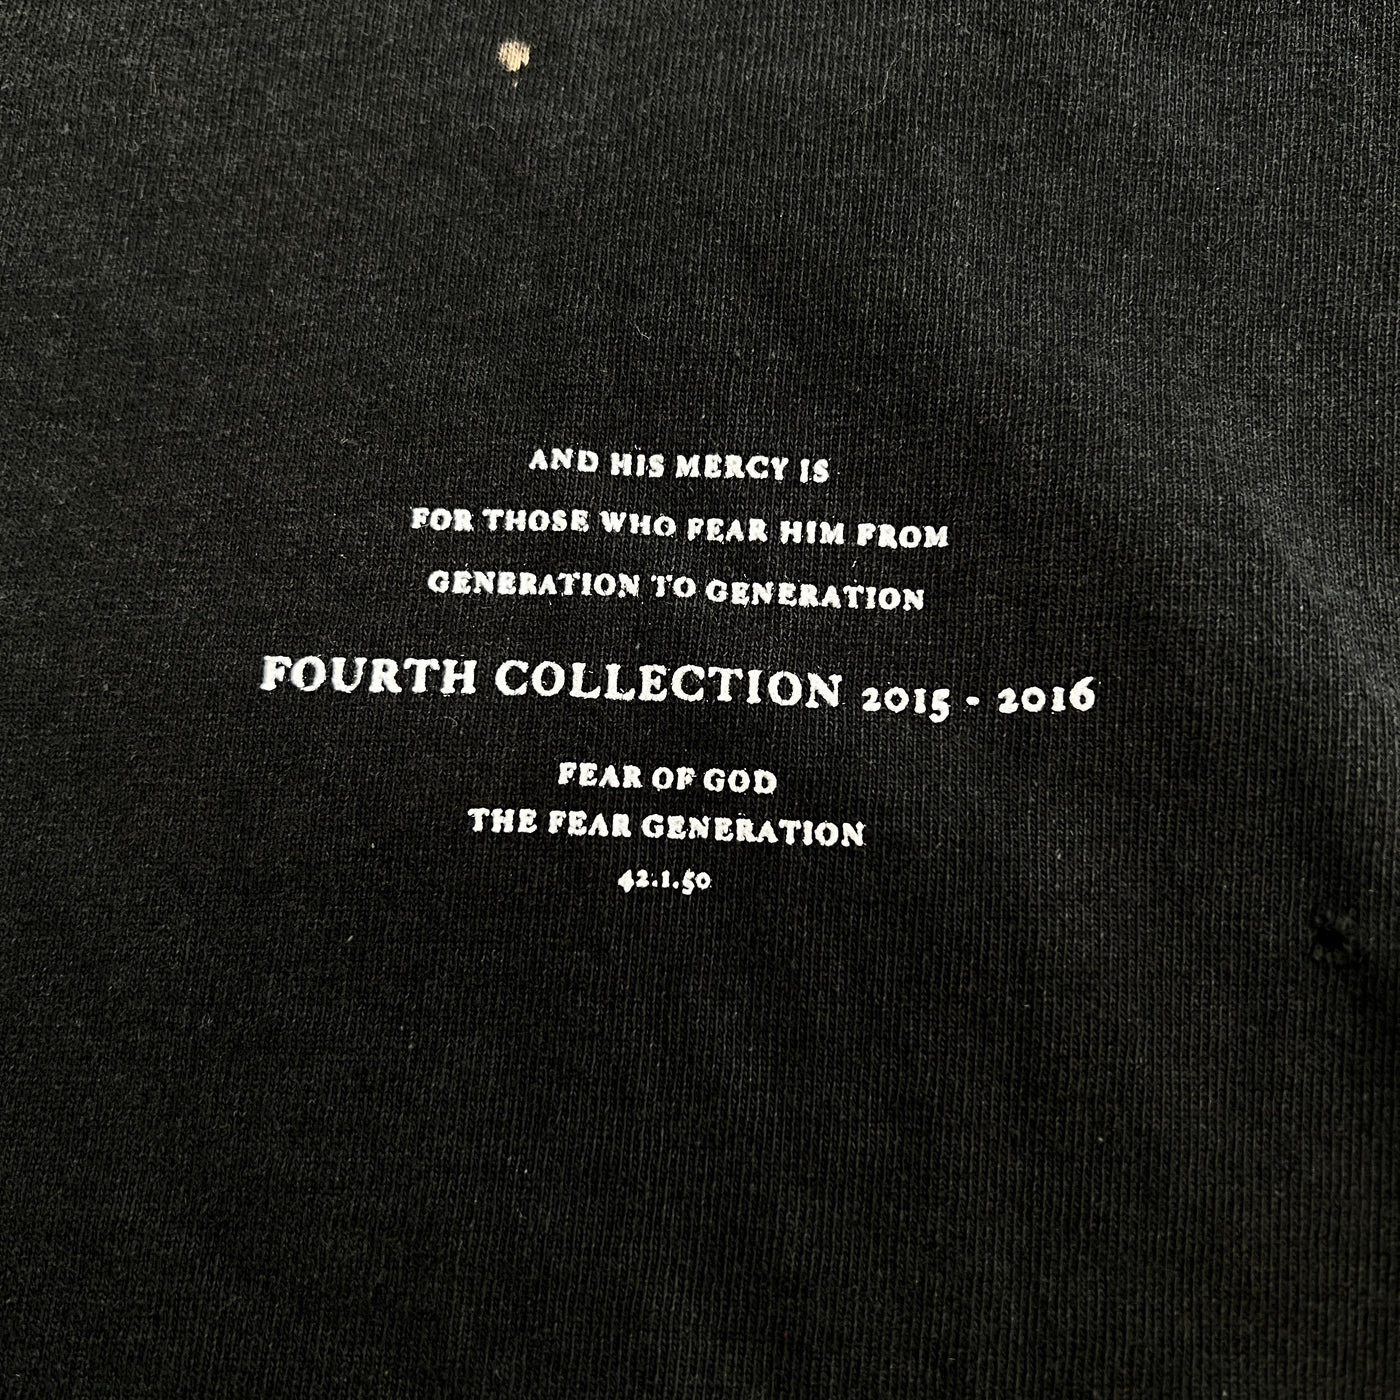 AND HIS MERCY IS
FOR THOSE WHO FEAR HIM FROM
GENERATION TO GENERATION
FOURTH COLLECTION 2015 - 2016
FEAR OF GOD
THE FEAR GENERATION
42.1.50